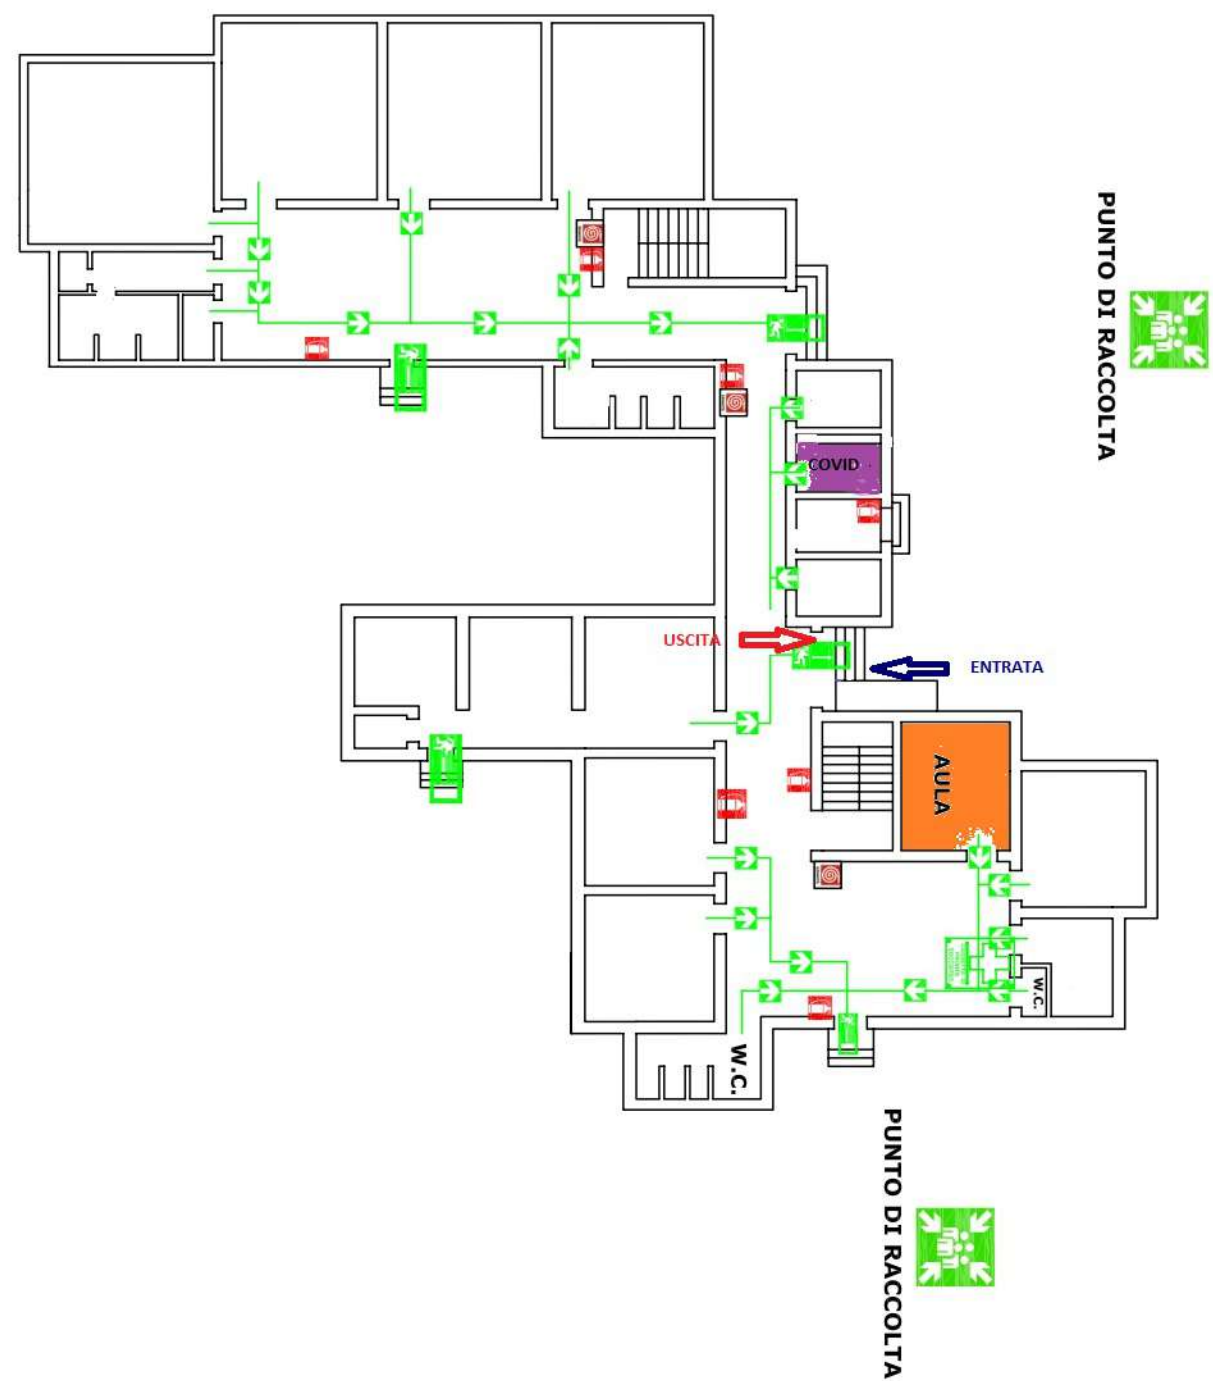 PUNTO DI RACCOLTA
COVID
USCITA
ENTRATA
AULA
W.C.
W.C.
PUNTO DI RACCOLTA